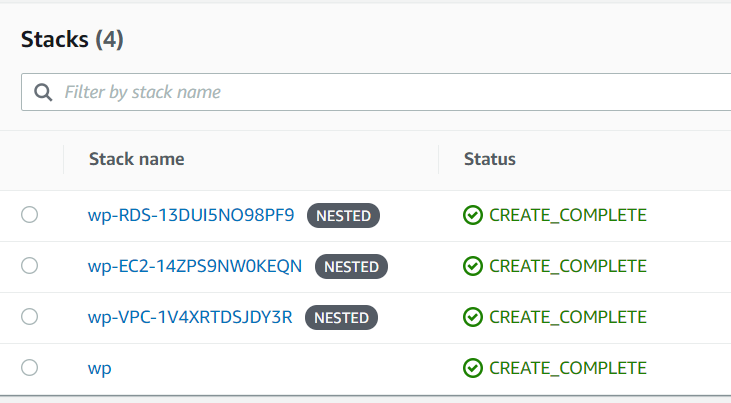 Stacks (4)
Filter by stack name
Stack name Status
wp-RDS-13DUI5NO98PF9 NESTED CREATE_COMPLETE
wp-EC2-14ZPS9NW0KEQN NESTED CREATE_COMPLETE
wp-VPC-1V4XRTDSJDY3R NESTED CREATE_COMPLETE
wp CREATE_COMPLETE